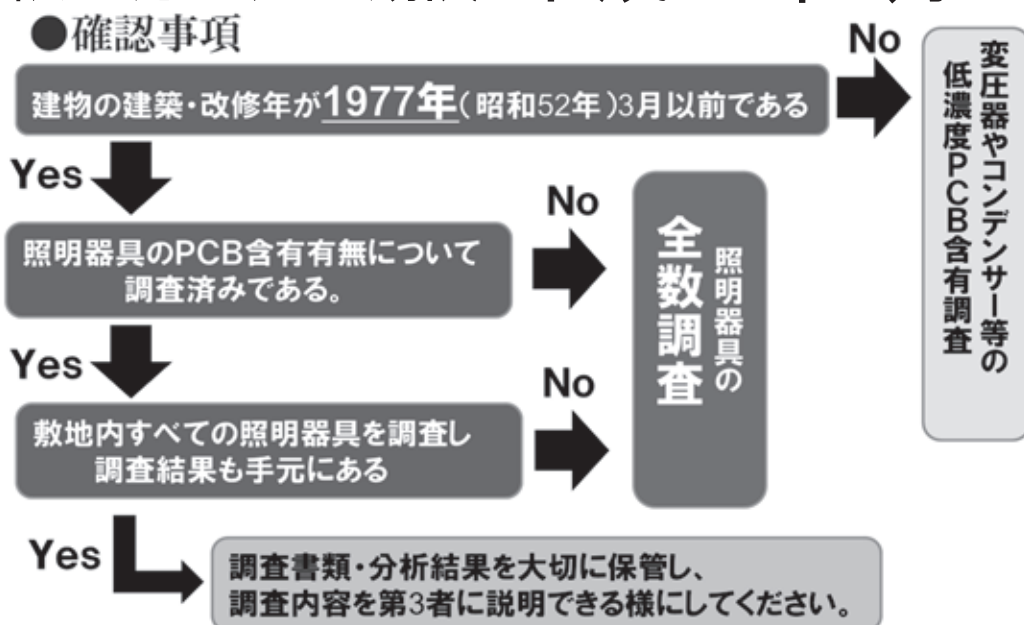 ●確認事項
建物の建築・改修年が1977年(昭和52年)3月以前である
No
変圧器やコンデンサー等の
低濃度PCB含有調査
Yes
照明器具のPCB含有有無について
調査済みである。
No
照明器具の
全数調査
Yes
敷地内すべての照明器具を調査し
調査結果も手元にある
No
Yes
調査書類・分析結果を大切に保管し、
調査内容を第3者に説明できる様にしてください。